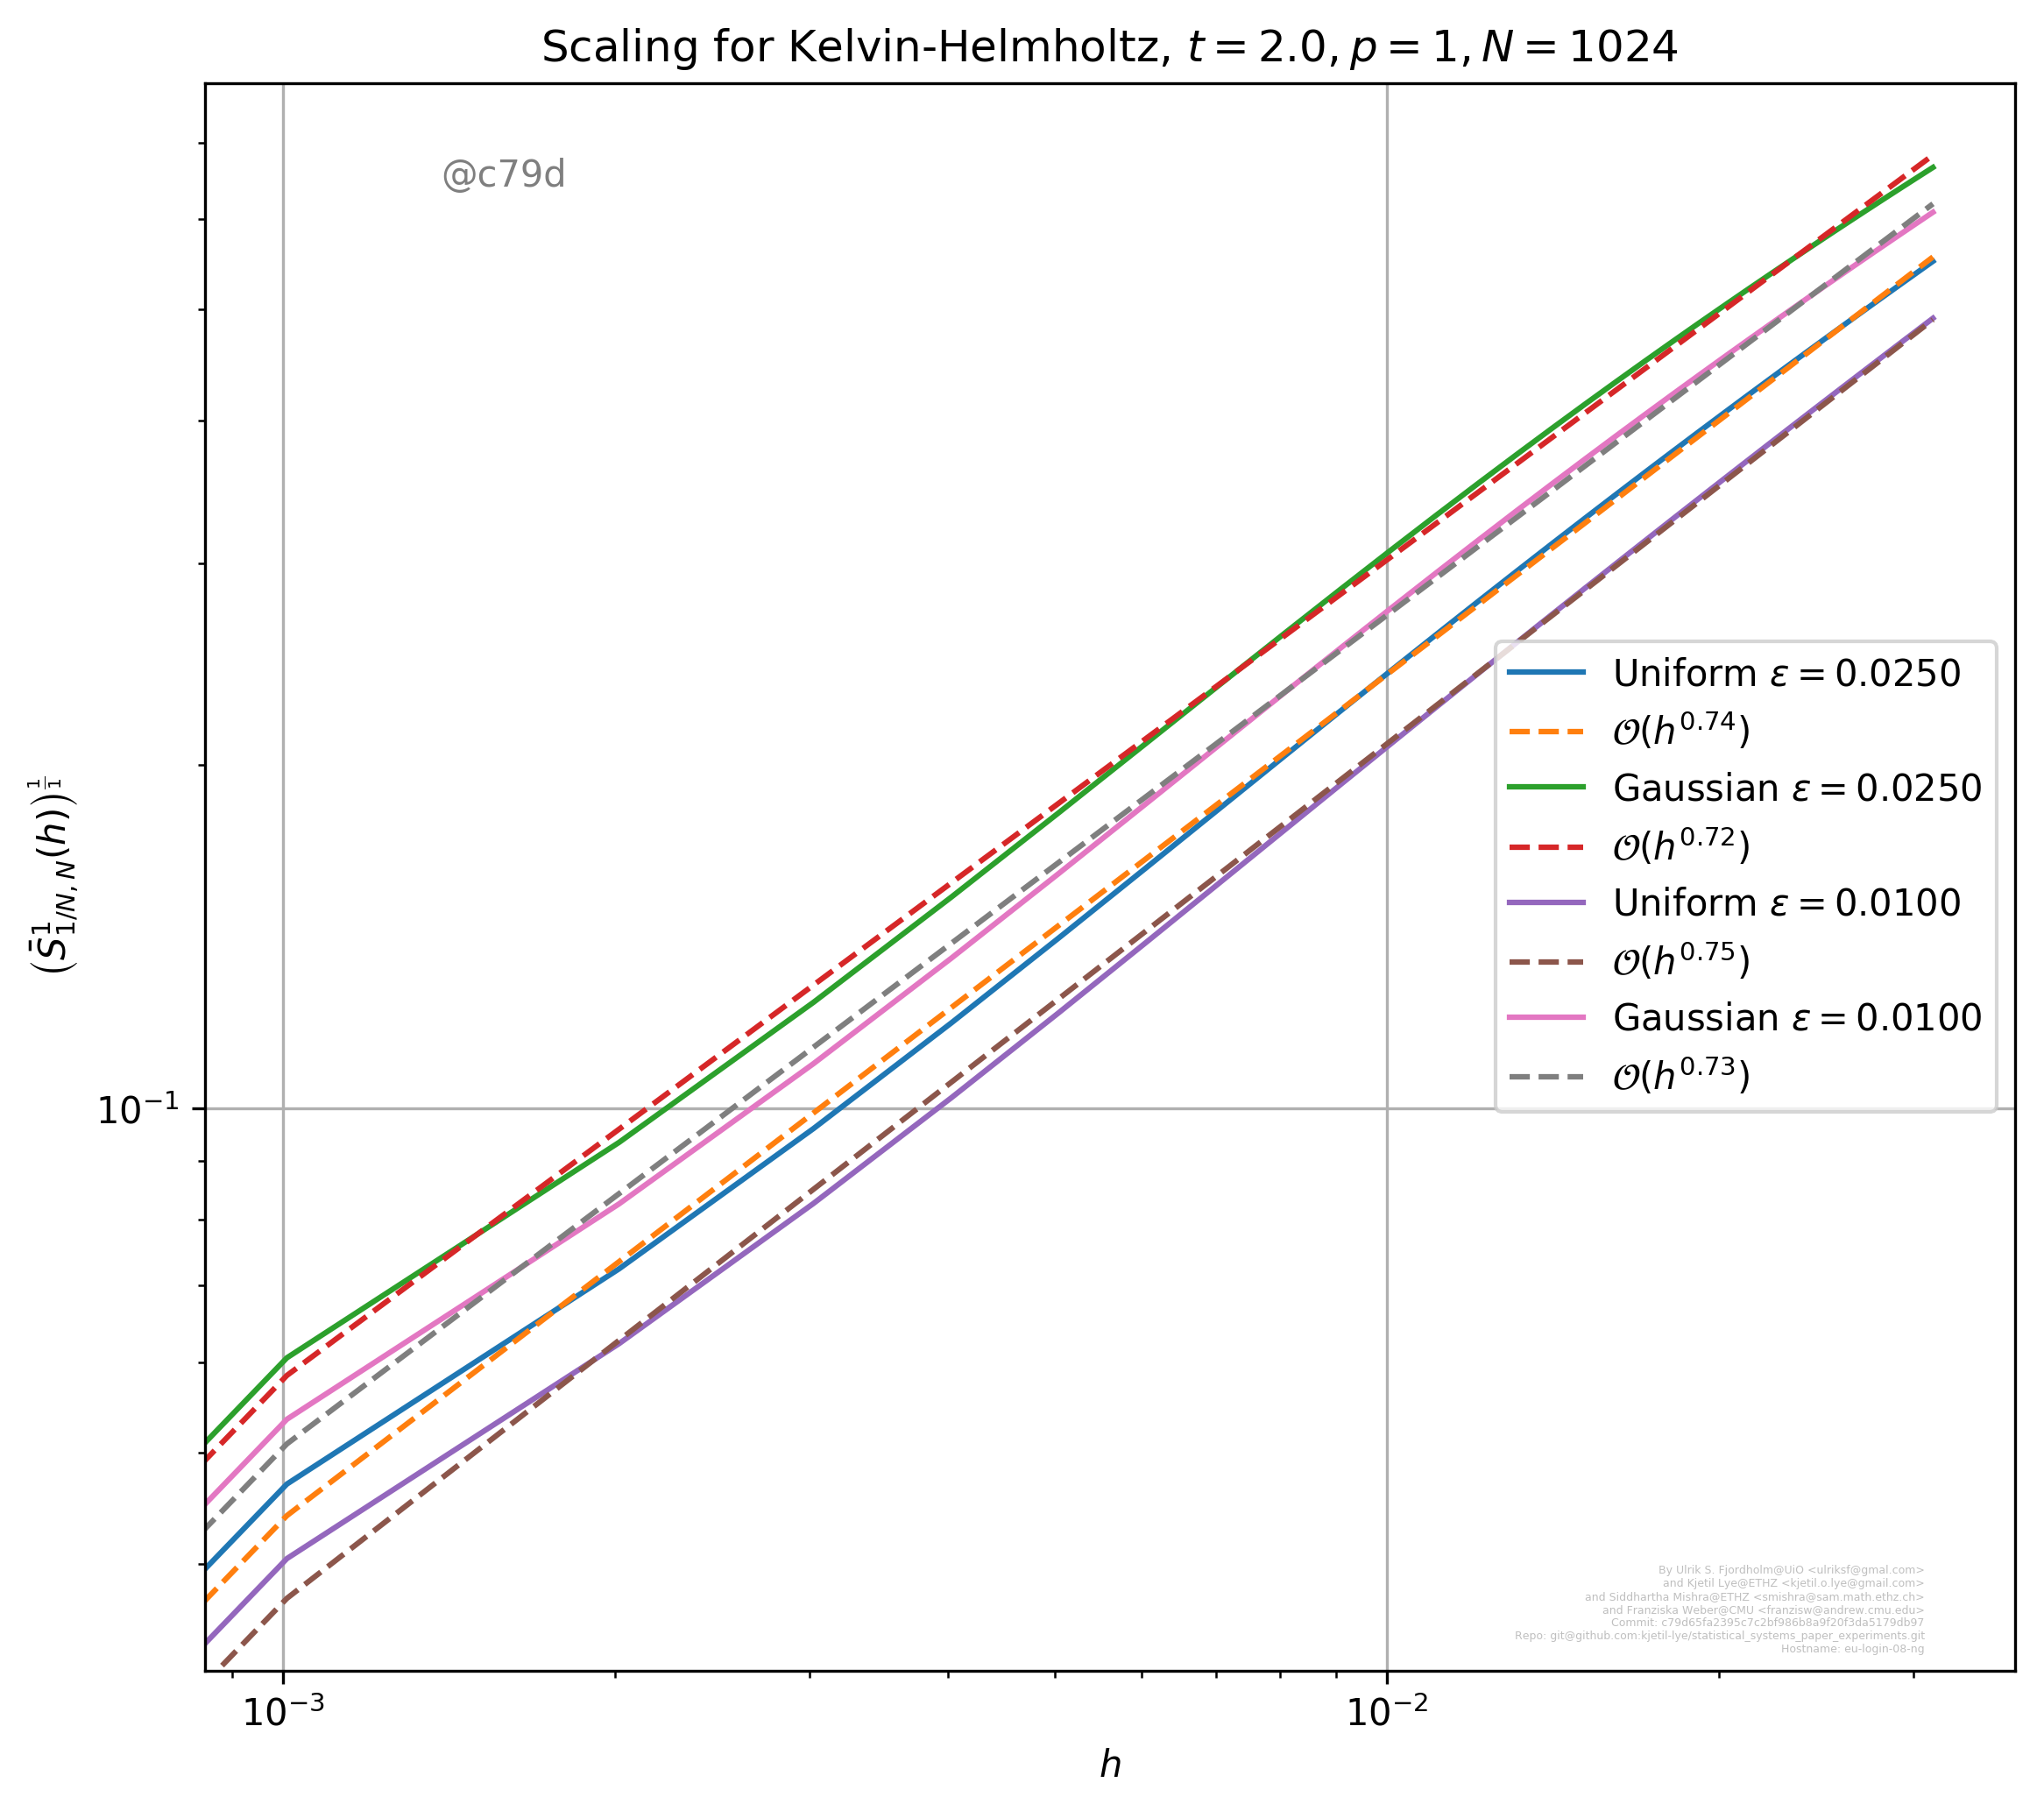 Scaling for Kelvin-Helmholtz, t = 2.0, p = 1, N = 1024
@c79d
(S̄¹_{1/N, N}(h))^{1/1}
10⁻¹
Uniform ε = 0.0250
𝒪(h^{0.74})
Gaussian ε = 0.0250
𝒪(h^{0.72})
Uniform ε = 0.0100
𝒪(h^{0.75})
Gaussian ε = 0.0100
𝒪(h^{0.73})
By Ulrik S. Fjordholm@UiO <ulriksf@gmal.com>
and Kjetil Lye@ETHZ <kjetil.o.lye@gmail.com>
and Siddhartha Mishra@ETHZ <smishra@sam.math.ethz.ch>
and Franziska Weber@CMU <franzisw@andrew.cmu.edu>
Commit: c79d65fa2395c7c2bf986b8a9f20f3da5179db97
Repo: git@github.com:kjetil-lye/statistical_systems_paper_experiments.git
Hostname: eu-login-08-ng
10⁻³ 10⁻²
h